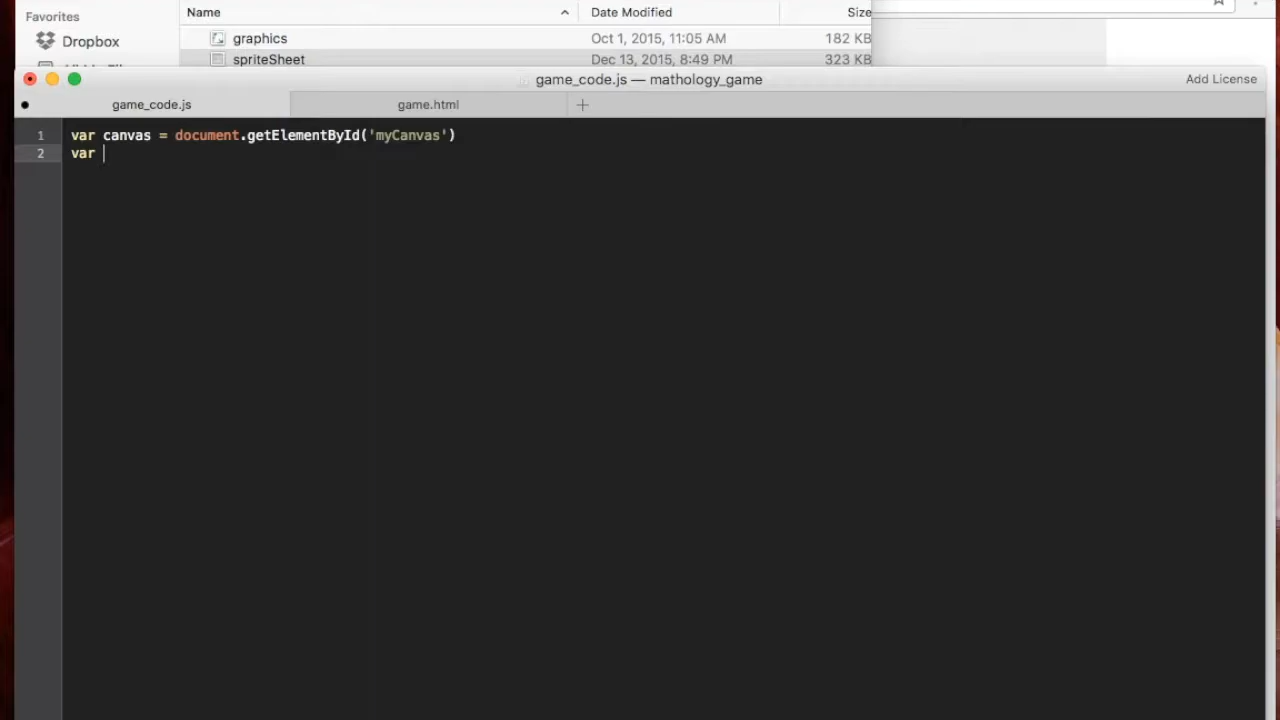 Favorites
Name
Date Modified
Size
Dropbox
graphics
Oct 1, 2015, 11:05 AM
182 KB
spriteSheet
Dec 13, 2015, 8:49 PM
323 KB
game_code.js — mathology_game
Add License
game_code.js
game.html
1 var canvas = document.getElementById('myCanvas')
2 var